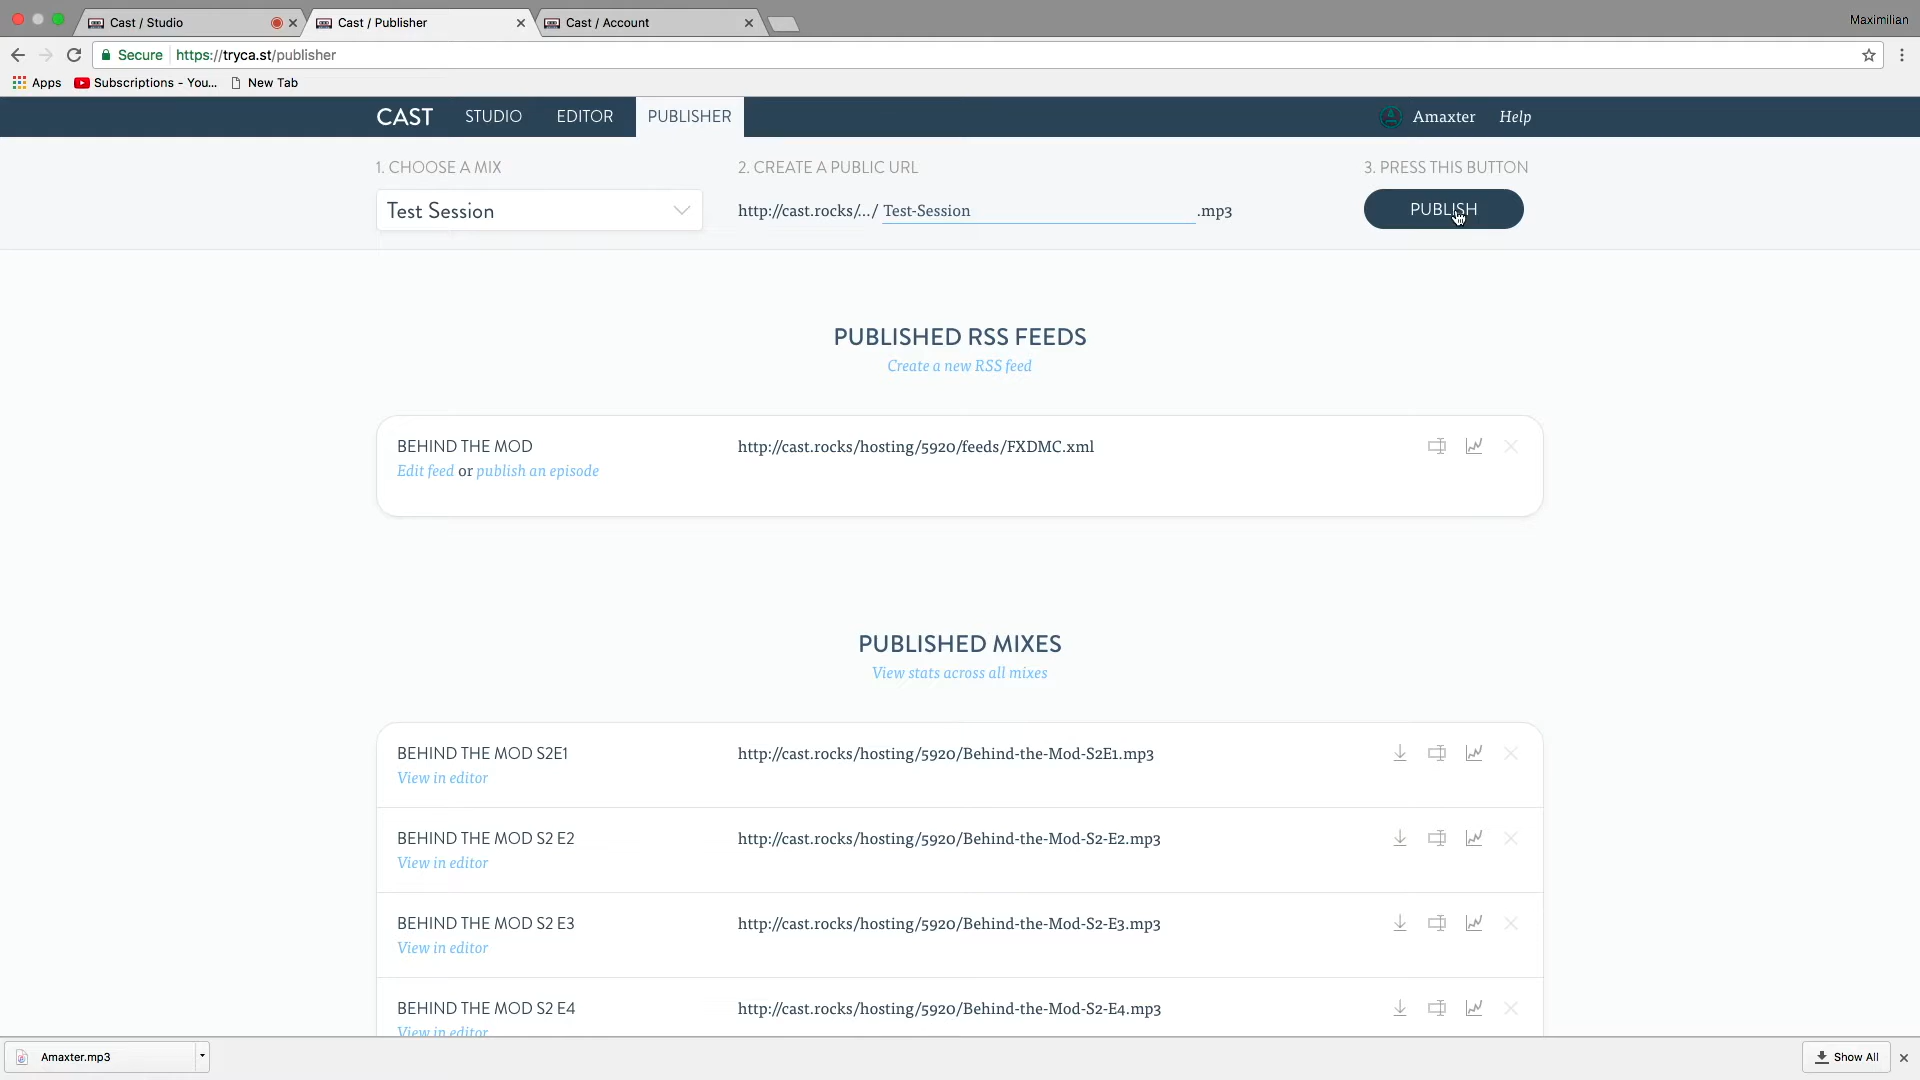 Cast / Studio
Cast / Publisher
Cast / Account
Maximilian
Secure
https://tryca.st/publisher
Apps
Subscriptions - You...
New Tab
CAST
STUDIO
EDITOR
PUBLISHER
Amaxter
Help
1. CHOOSE A MIX
2. CREATE A PUBLIC URL
3. PRESS THIS BUTTON
Test Session
http://cast.rocks/.../ Test-Session .mp3
PUBLISH
PUBLISHED RSS FEEDS
Create a new RSS feed
BEHIND THE MOD
http://cast.rocks/hosting/5920/feeds/FXDMC.xml
Edit feed or publish an episode
PUBLISHED MIXES
View stats across all mixes
BEHIND THE MOD S2E1
http://cast.rocks/hosting/5920/Behind-the-Mod-S2E1.mp3
View in editor
BEHIND THE MOD S2 E2
http://cast.rocks/hosting/5920/Behind-the-Mod-S2-E2.mp3
View in editor
BEHIND THE MOD S2 E3
http://cast.rocks/hosting/5920/Behind-the-Mod-S2-E3.mp3
View in editor
BEHIND THE MOD S2 E4
http://cast.rocks/hosting/5920/Behind-the-Mod-S2-E4.mp3
View in editor
Amaxter.mp3
Show All